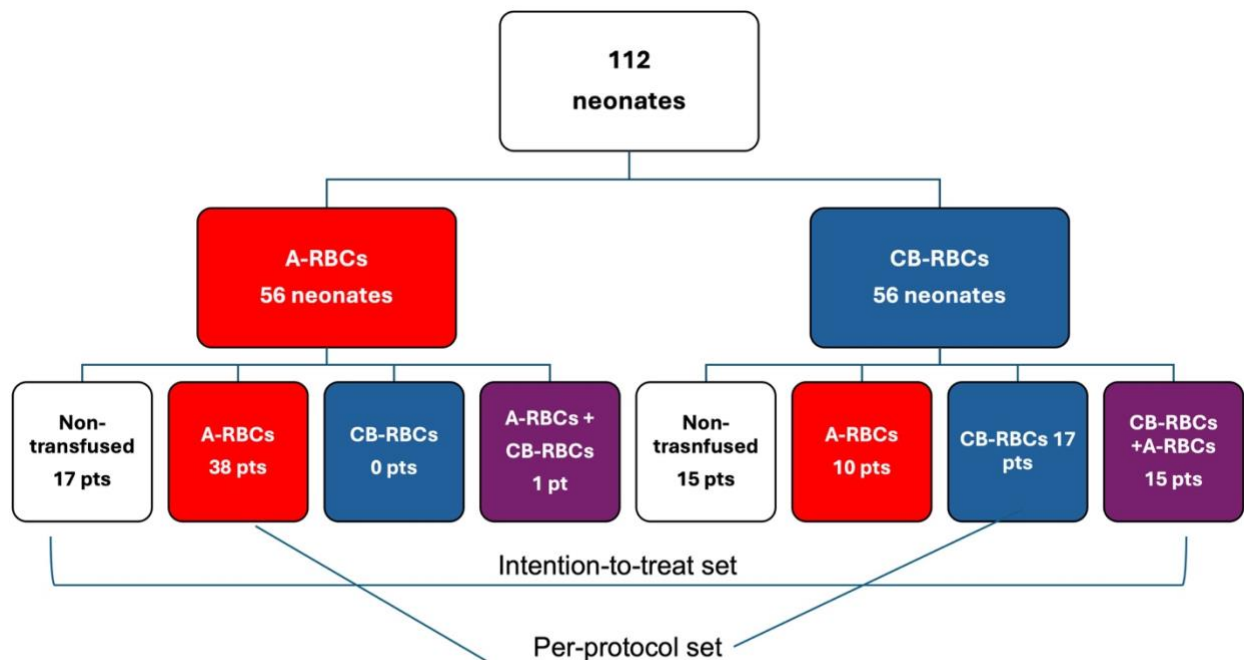 112
neonates
A-RBCs
56 neonates
CB-RBCs
56 neonates
Non-
transfused
17 pts
A-RBCs
38 pts
CB-RBCs
0 pts
A-RBCs +
CB-RBCs
1 pt
Non-
trasnfused
15 pts
A-RBCs
10 pts
CB-RBCs 17
pts
CB-RBCs
+A-RBCs
15 pts
Intention-to-treat set
Per-protocol set